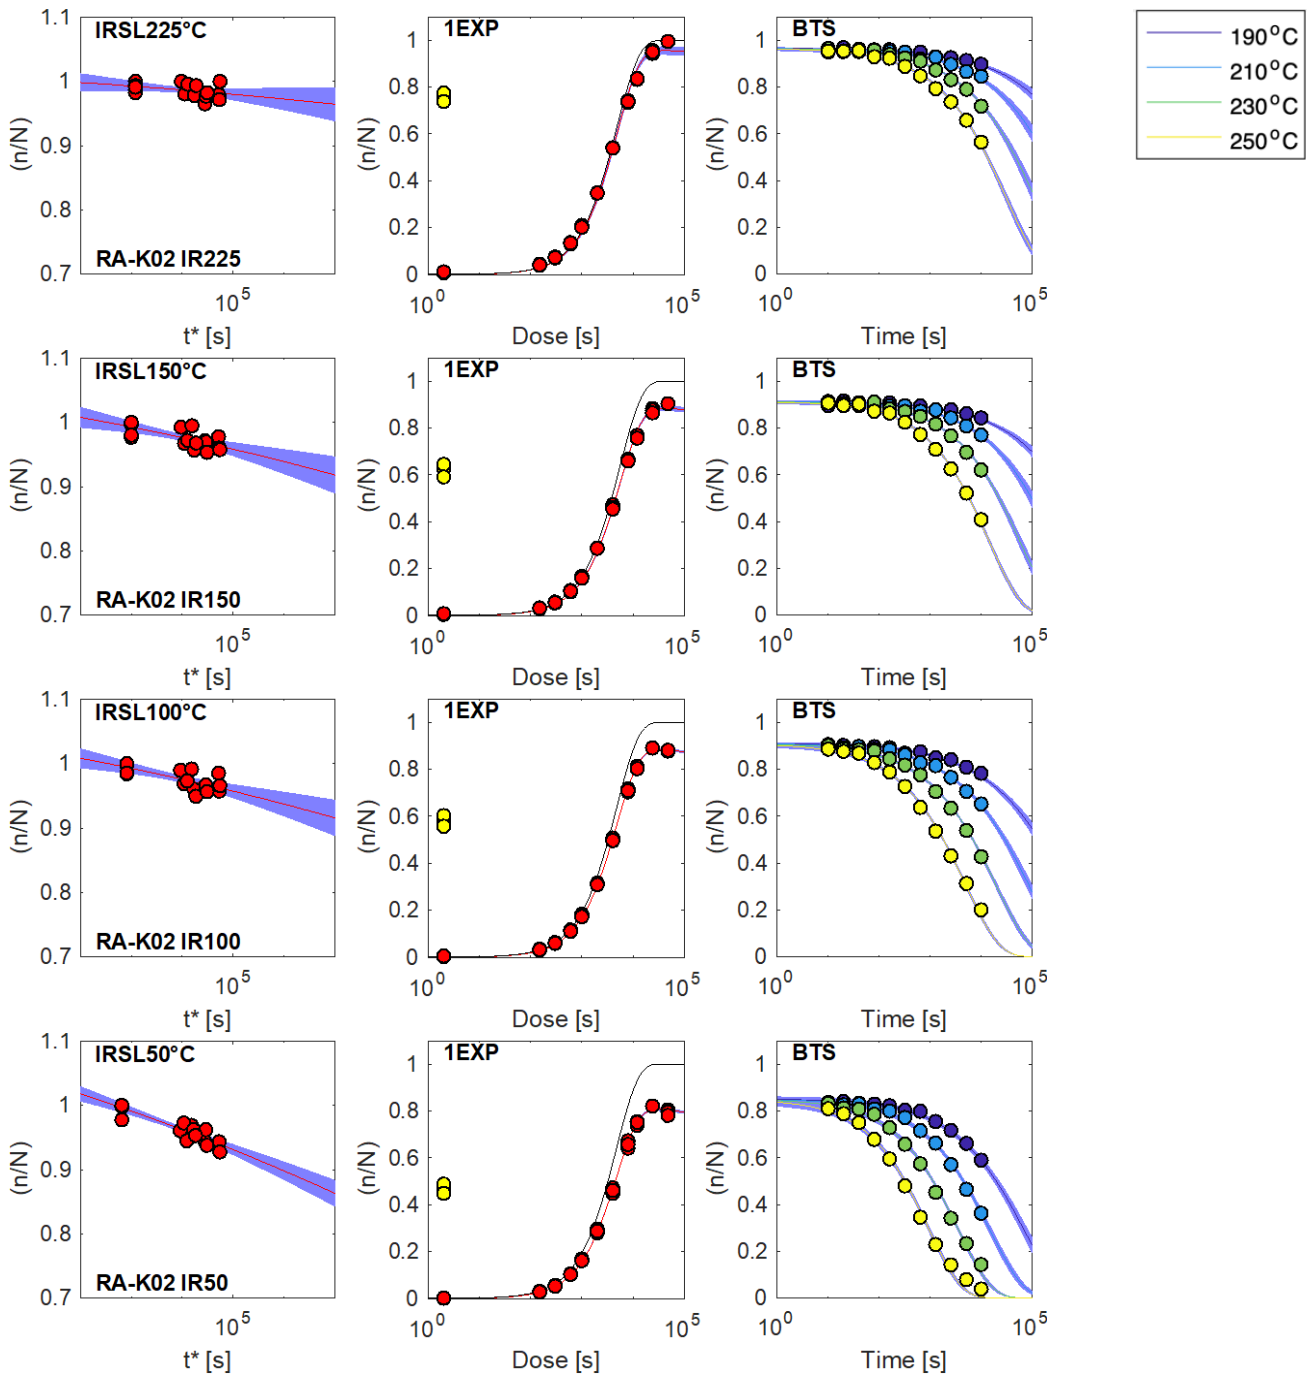 IRSL225°C
1EXP
BTS
190°C
210°C
230°C
250°C
1.1
1
0.9
0.8
0.7
(n/N)
RA-K02 IR225
10^5
t* [s]
1
0.8
0.6
0.4
0.2
0
(n/N)
10^0
10^5
Dose [s]
1
0.8
0.6
0.4
0.2
0
(n/N)
10^0
10^5
Time [s]
IRSL150°C
1EXP
BTS
1.1
1
0.9
0.8
0.7
(n/N)
RA-K02 IR150
10^5
t* [s]
1
0.8
0.6
0.4
0.2
0
(n/N)
10^0
10^5
Dose [s]
1
0.8
0.6
0.4
0.2
0
(n/N)
10^0
10^5
Time [s]
IRSL100°C
1EXP
BTS
1.1
1
0.9
0.8
0.7
(n/N)
RA-K02 IR100
10^5
t* [s]
1
0.8
0.6
0.4
0.2
0
(n/N)
10^0
10^5
Dose [s]
1
0.8
0.6
0.4
0.2
0
(n/N)
10^0
10^5
Time [s]
IRSL50°C
1EXP
BTS
1.1
1
0.9
0.8
0.7
(n/N)
RA-K02 IR50
10^5
t* [s]
1
0.8
0.6
0.4
0.2
0
(n/N)
10^0
10^5
Dose [s]
1
0.8
0.6
0.4
0.2
0
(n/N)
10^0
10^5
Time [s]